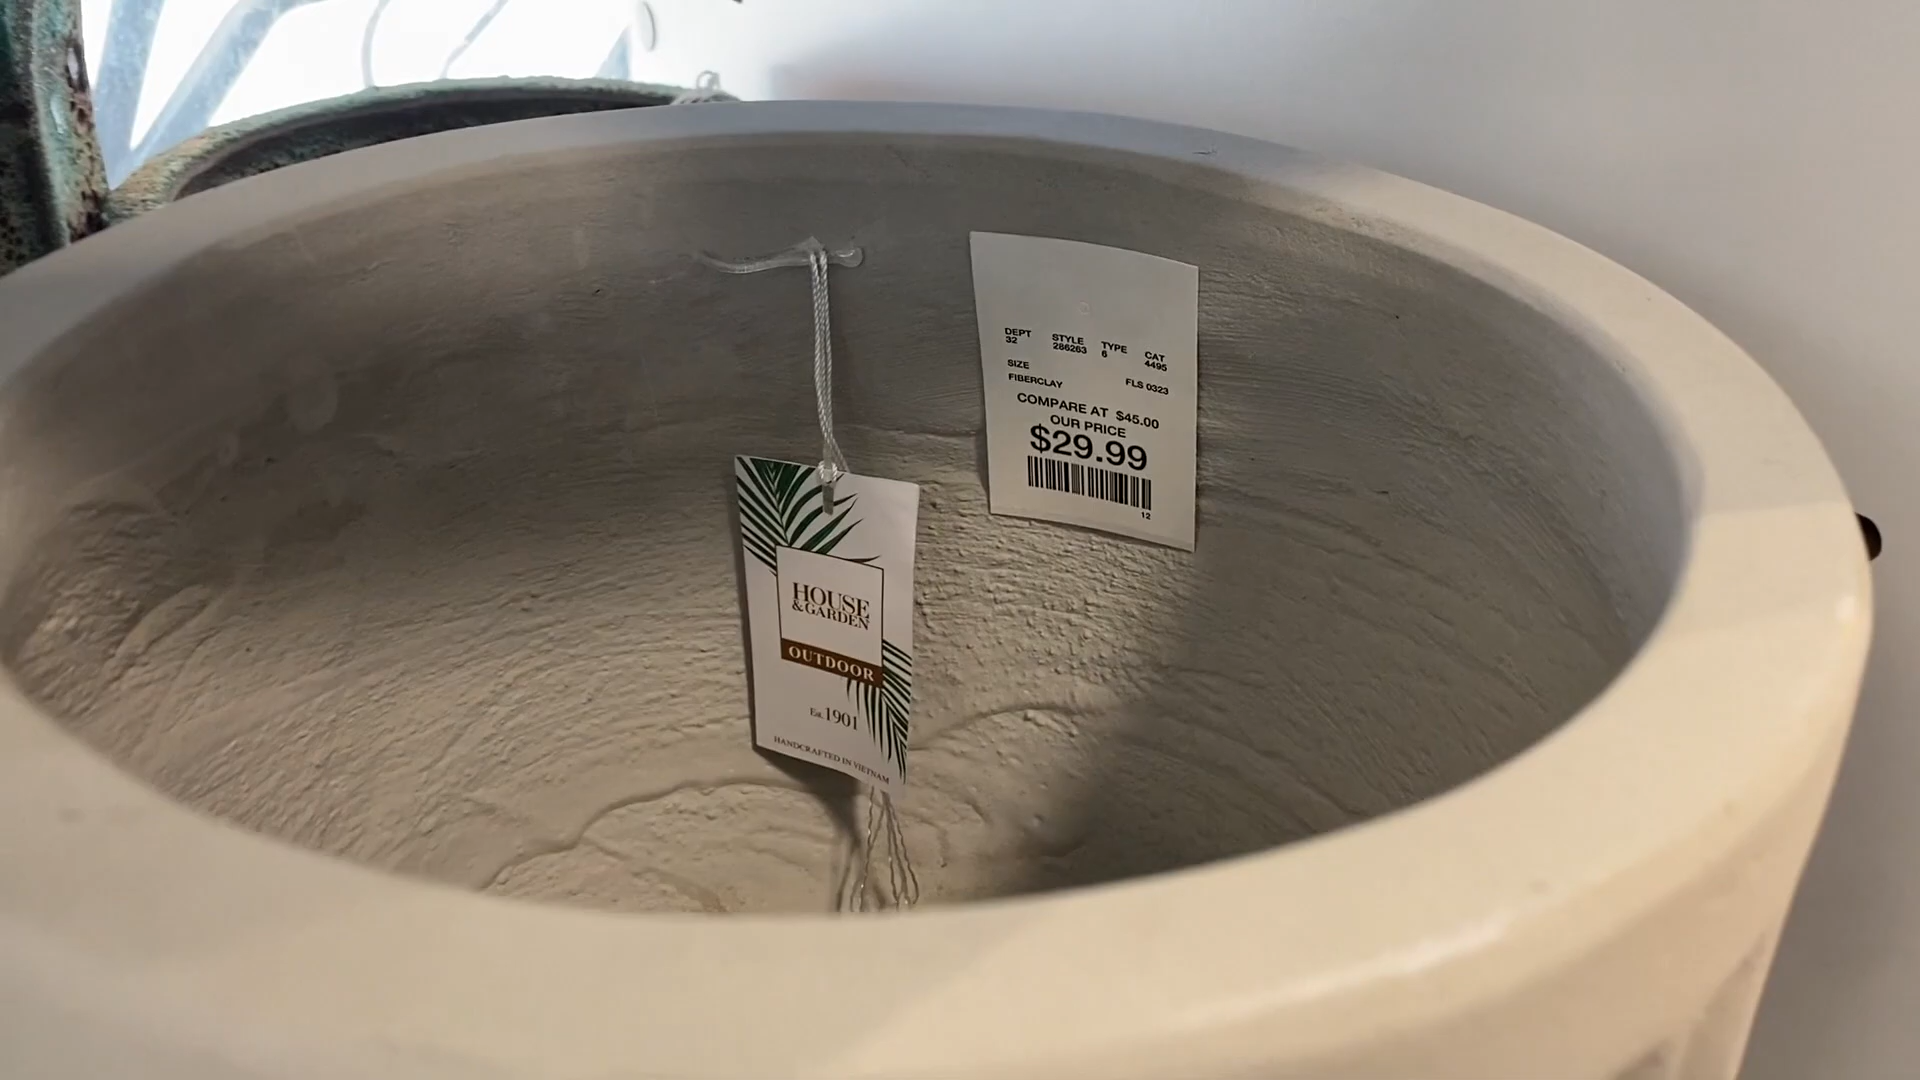 DEPT STYLE TYPE CAT
32 286263 6 4495
SIZE
FIBERCLAY FLS 0323
COMPARE AT $45.00
OUR PRICE
$29.99
12
HOUSE
& GARDEN
OUTDOOR
Est. 1901
HANDCRAFTED IN VIETNAM